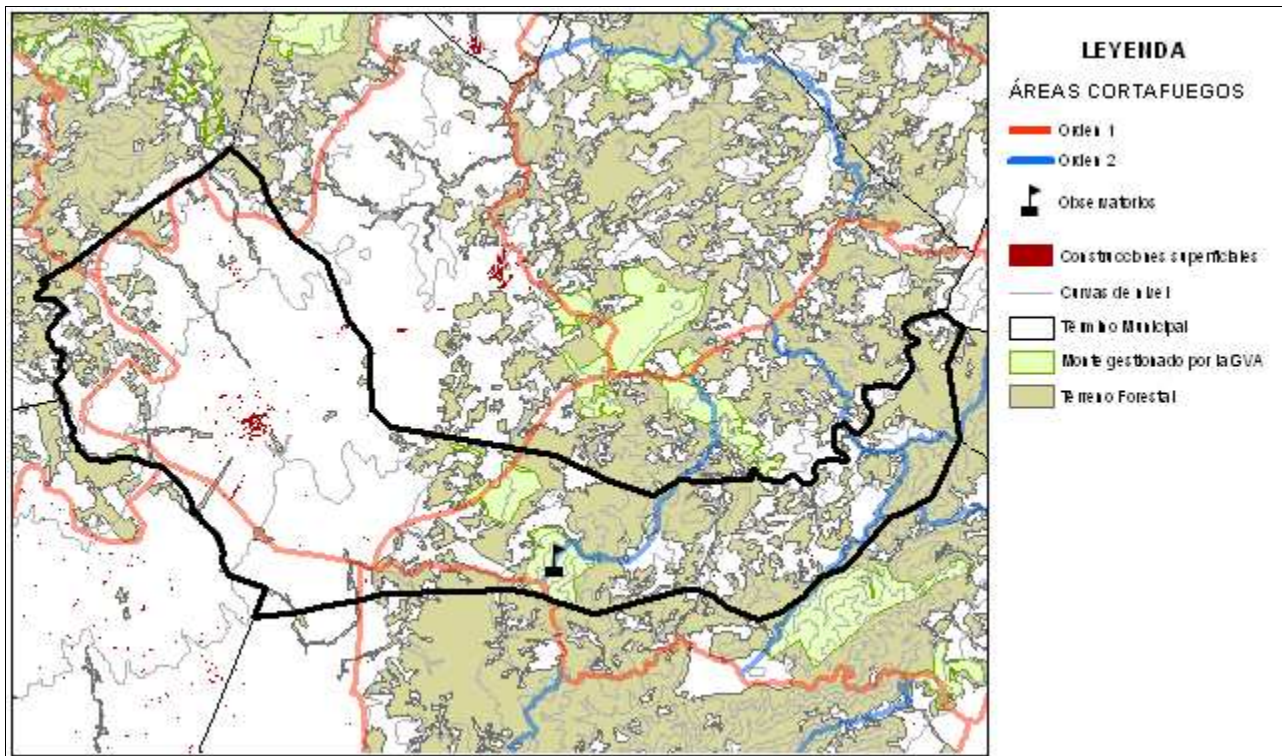 LEYENDA
ÁREAS CORTAFUEGOS
Orden 1
Orden 2
Observatorios
Construcciones superficiales
Curvas de nivel
Término Municipal
Monte gestionado por la GVA
Terreno Forestal